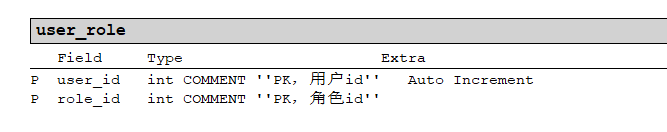 user_role
Field Type Extra
P user_id int COMMENT ''PK, 用户id'' Auto Increment
P role_id int COMMENT ''PK, 角色id''